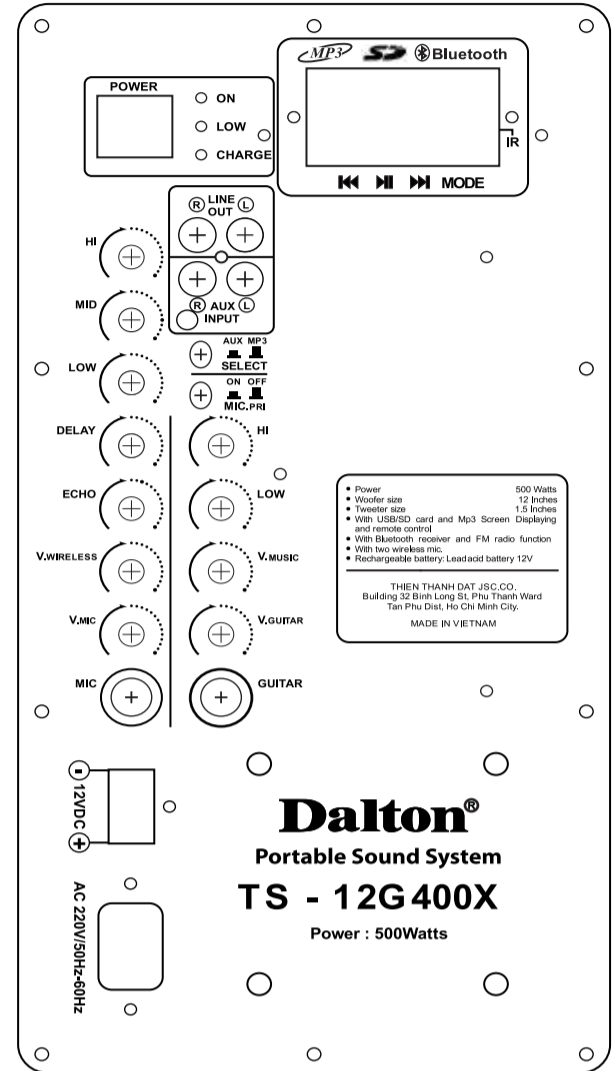 MP3 SD Bluetooth
POWER
ON
LOW
CHARGE
IR
MODE
R LINE L
OUT
R AUX L
INPUT
HI
MID
LOW
AUX MP3
SELECT
ON OFF
MIC.PRI
DELAY
HI
ECHO
LOW
V.WIRELESS
V.MUSIC
V.MIC
V.GUITAR
MIC
GUITAR
• Power 500 Watts
• Woofer size 12 Inches
• Tweeter size 1.5 Inches
• With USB/SD card and Mp3 Screen Displaying
and remote control
• With Bluetooth receiver and FM radio function
• With two wireless mic.
• Rechargeable battery: Leadacid battery 12V
THIEN THANH DAT JSC.CO.
Building 32 Binh Long St, Phu Thanh Ward
Tan Phu Dist, Ho Chi Minh City.
MADE IN VIETNAM
- 12VDC +
AC 220V/50Hz-60Hz
Dalton®
Portable Sound System
TS - 12G400X
Power : 500Watts